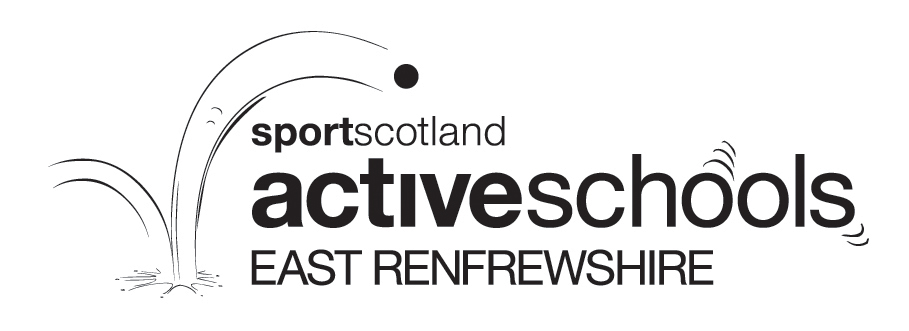 sportscotland
activeschools
EAST RENFREWSHIRE